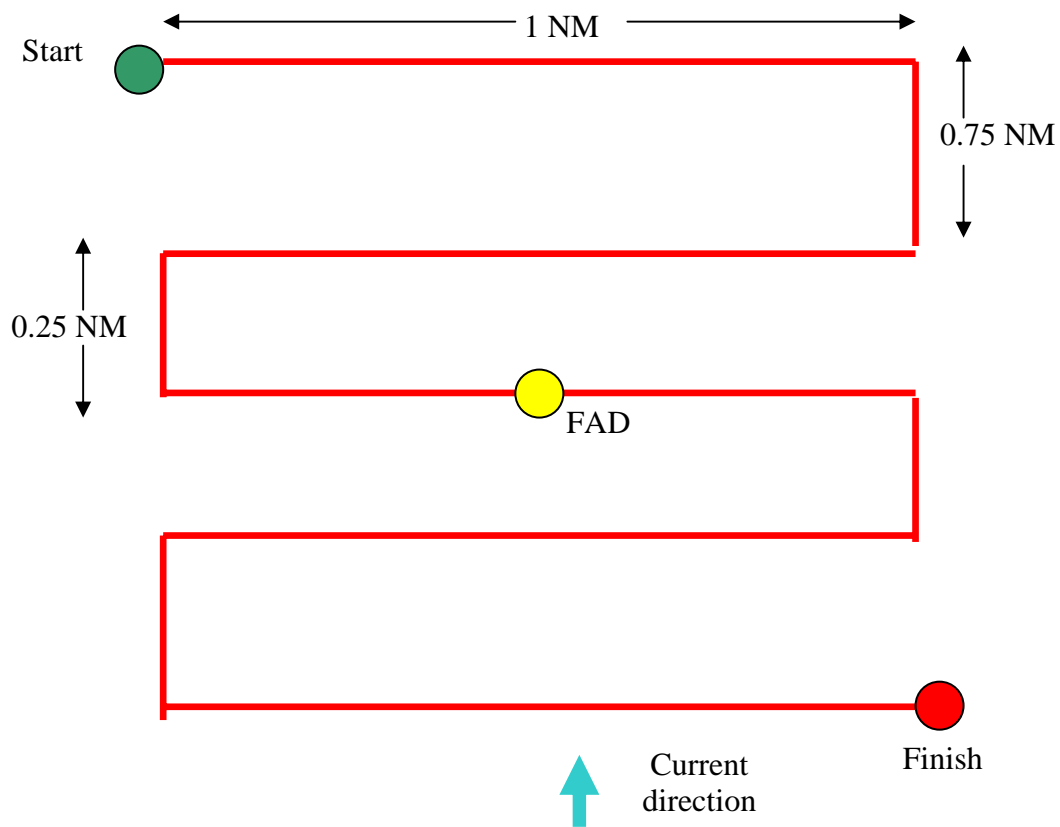 1 NM
Start
0.75 NM
0.25 NM
FAD
Finish
Current
direction